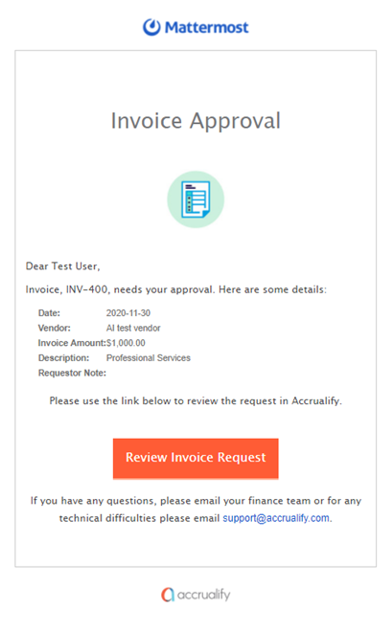 Mattermost
Invoice Approval
Dear Test User,
Invoice, INV-400, needs your approval. Here are some details:
Date: 2020-11-30
Vendor: AI test vendor
Invoice Amount:$1,000.00
Description: Professional Services
Requestor Note:
Please use the link below to review the request in Accrualify.
Review Invoice Request
If you have any questions, please email your finance team or for any
technical difficulties please email support@accrualify.com.
accrualify